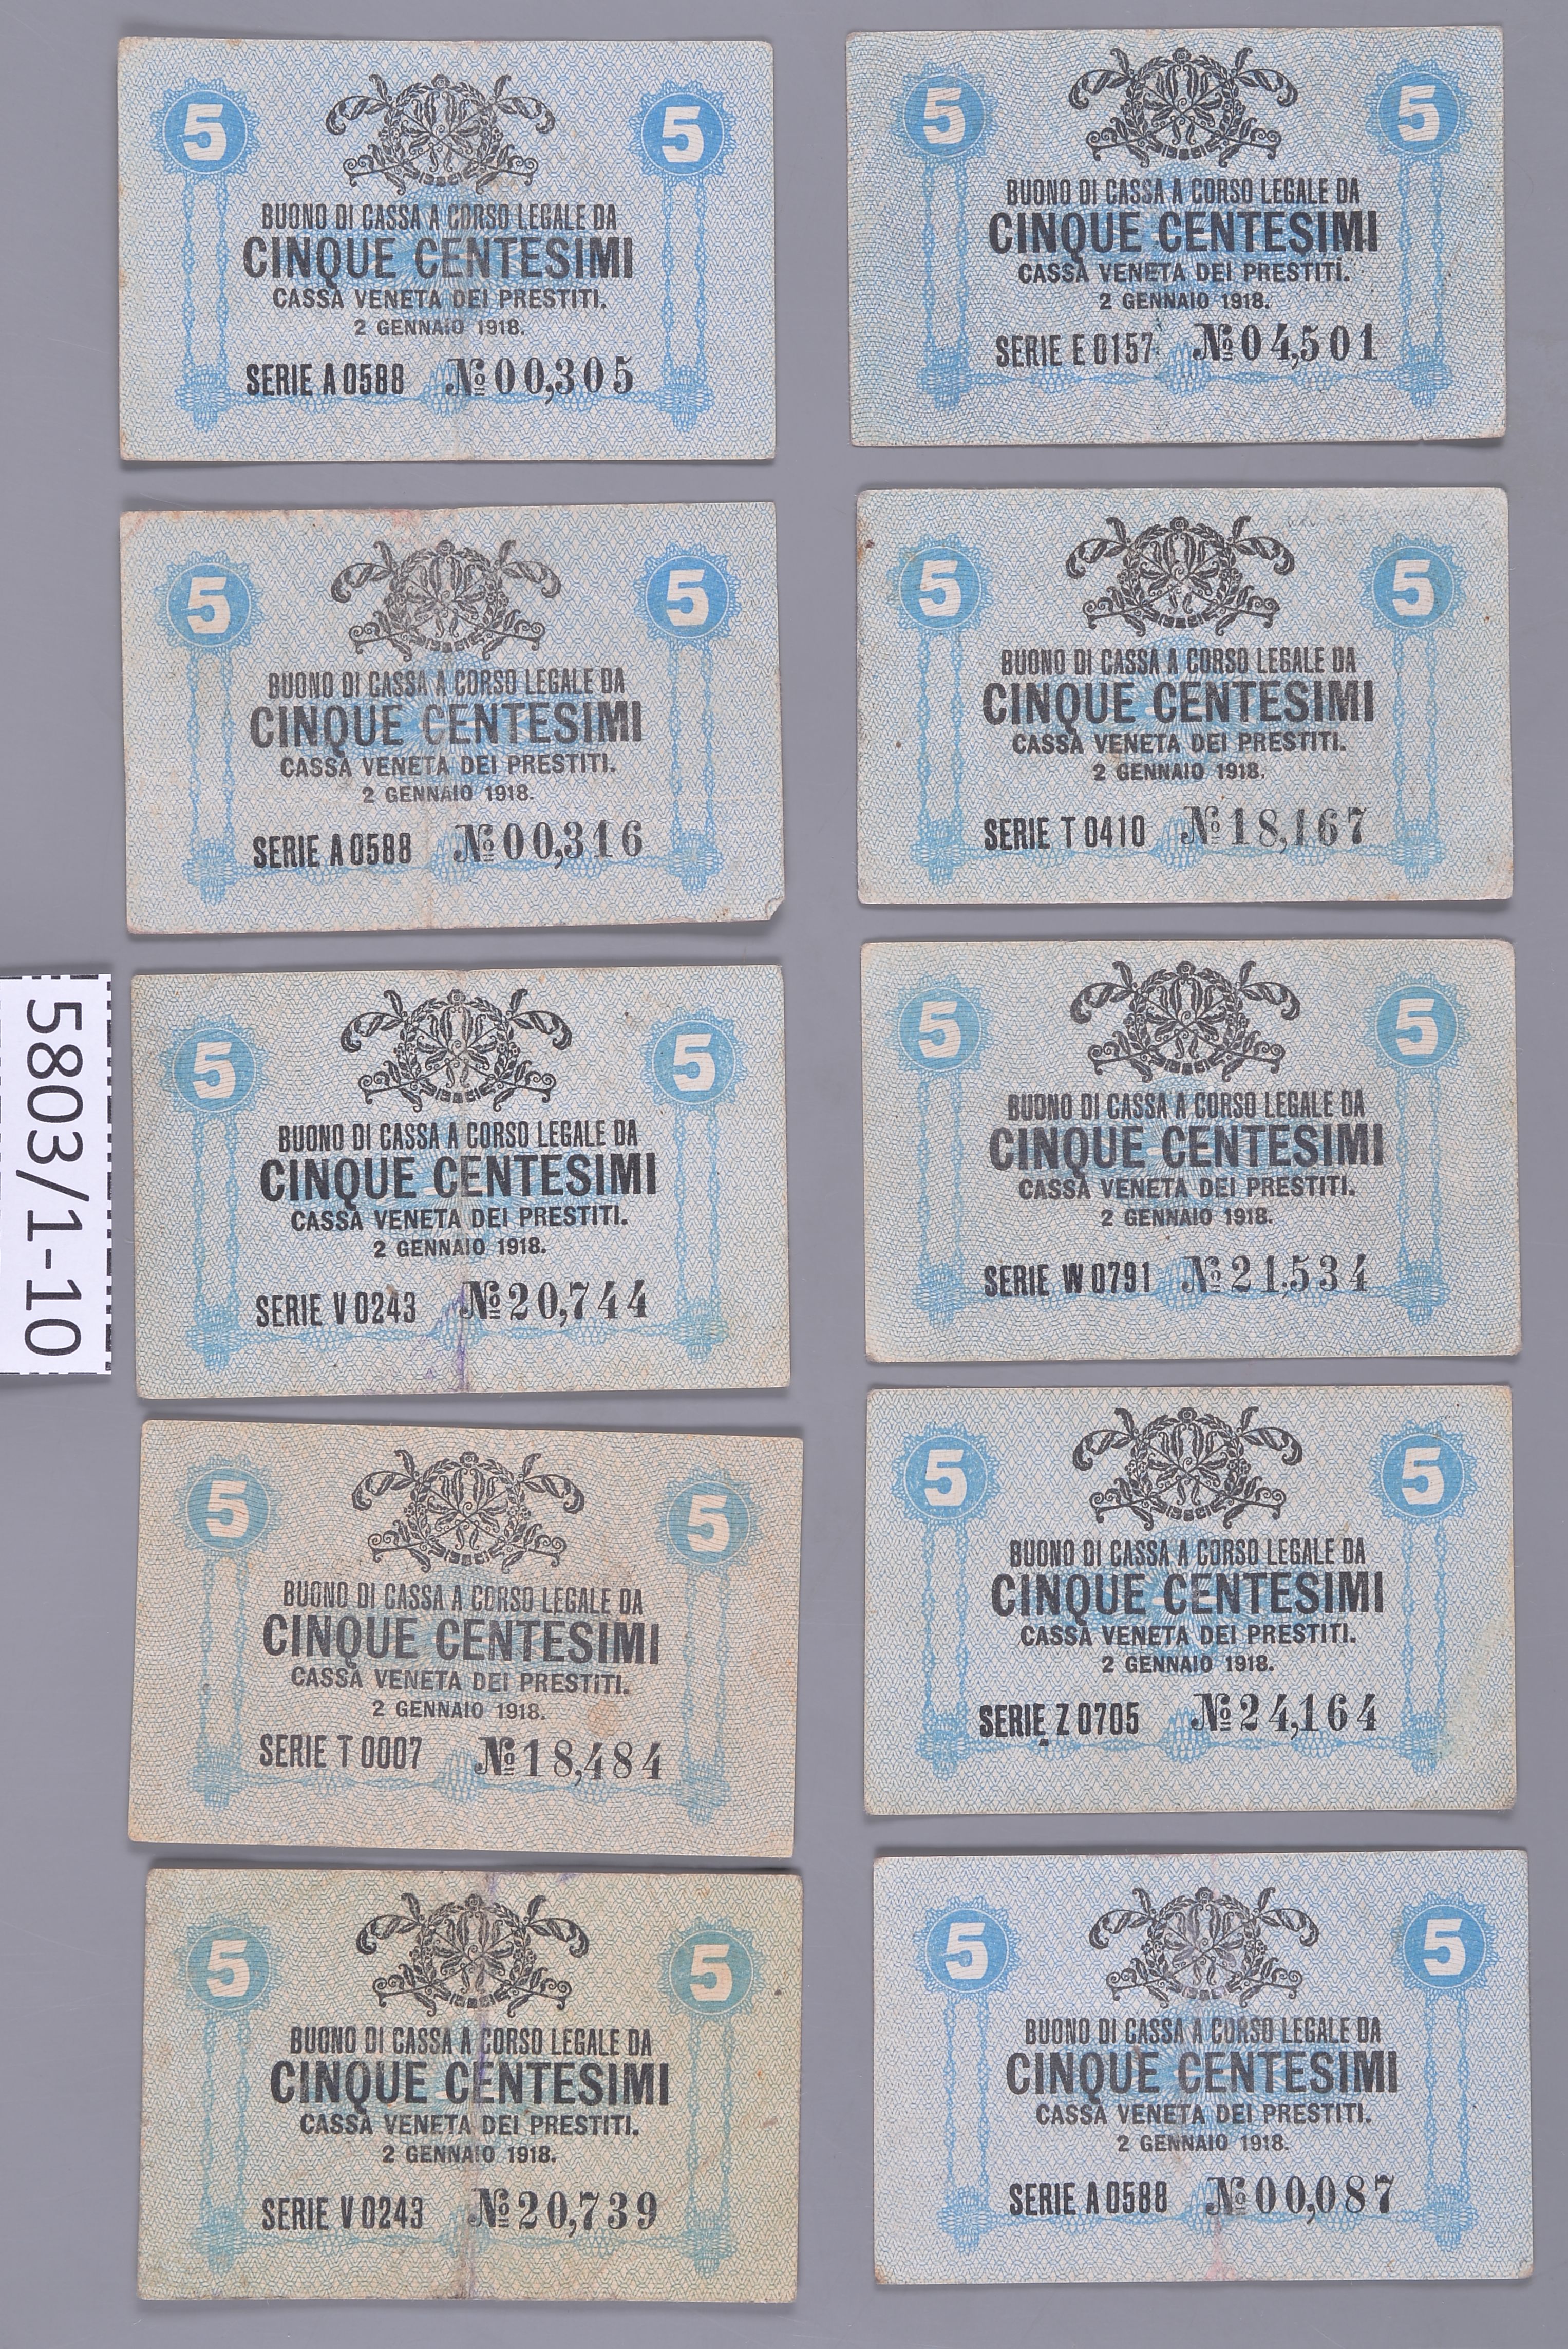 5 5
BUONO DI CASSA A CORSO LEGALE DA
CINQUE CENTESIMI
CASSA VENETA DEI PRESTITI.
2 GENNAIO 1918.
SERIE A 0588 № 00,305
5 5
BUONO DI CASSA A CORSO LEGALE DA
CINQUE CENTESIMI
CASSA VENETA DEI PRESTITI.
2 GENNAIO 1918.
SERIE A 0588 № 00,316
5 5
BUONO DI CASSA A CORSO LEGALE DA
CINQUE CENTESIMI
CASSA VENETA DEI PRESTITI.
2 GENNAIO 1918.
SERIE V 0243 № 20,744
5 5
BUONO DI CASSA A CORSO LEGALE DA
CINQUE CENTESIMI
CASSA VENETA DEI PRESTITI.
2 GENNAIO 1918.
SERIE T 0007 № 18,484
5 5
BUONO DI CASSA A CORSO LEGALE DA
CINQUE CENTESIMI
CASSA VENETA DEI PRESTITI.
2 GENNAIO 1918.
SERIE V 0243 № 20,739
5 5
BUONO DI CASSA A CORSO LEGALE DA
CINQUE CENTESIMI
CASSA VENETA DEI PRESTITI.
2 GENNAIO 1918.
SERIE E 0157 № 04,501
5 5
BUONO DI CASSA A CORSO LEGALE DA
CINQUE CENTESIMI
CASSA VENETA DEI PRESTITI.
2 GENNAIO 1918.
SERIE T 0410 № 18,167
5 5
BUONO DI CASSA A CORSO LEGALE DA
CINQUE CENTESIMI
CASSA VENETA DEI PRESTITI.
2 GENNAIO 1918.
SERIE W 0791 № 21,534
5 5
BUONO DI CASSA A CORSO LEGALE DA
CINQUE CENTESIMI
CASSA VENETA DEI PRESTITI.
2 GENNAIO 1918.
SERIE Z 0705 № 24,164
5 5
BUONO DI CASSA A CORSO LEGALE DA
CINQUE CENTESIMI
CASSA VENETA DEI PRESTITI.
2 GENNAIO 1918.
SERIE A 0588 № 00,087
5803/1-10